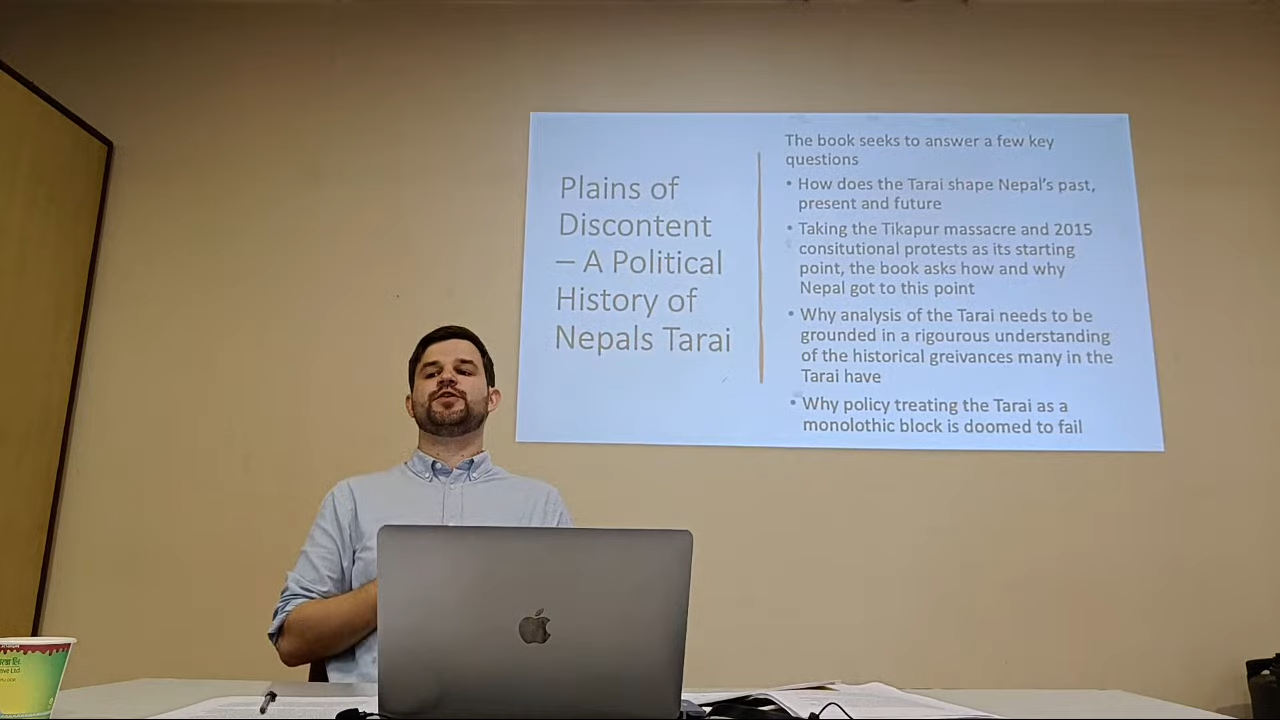 Plains of
Discontent
– A Political
History of
Nepals Tarai
The book seeks to answer a few key
questions
• How does the Tarai shape Nepal's past,
present and future
• Taking the Tikapur massacre and 2015
consitutional protests as its starting
point, the book asks how and why
Nepal got to this point
• Why analysis of the Tarai needs to be
grounded in a rigourous understanding
of the historical greivances many in the
Tarai have
• Why policy treating the Tarai as a
monolothic block is doomed to fail